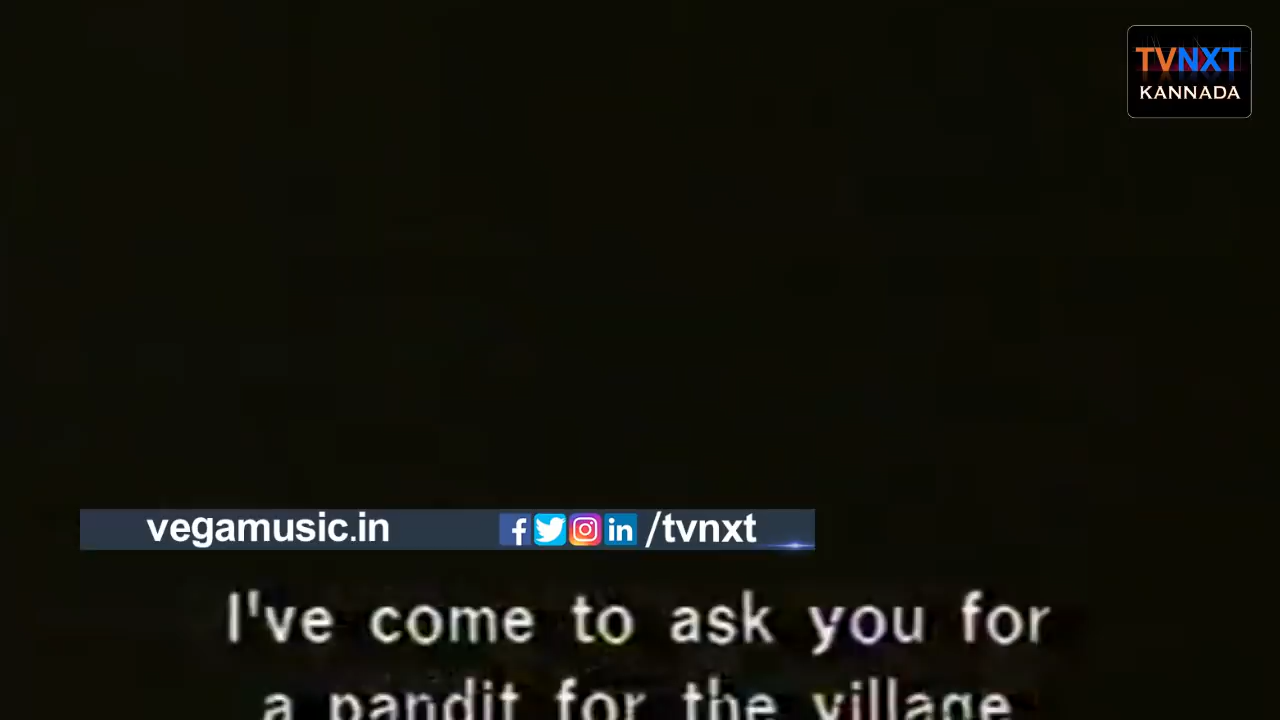 TVNXT
KANNADA
vegamusic.in
/tvnxt
I've come to ask you for
a pandit for the village